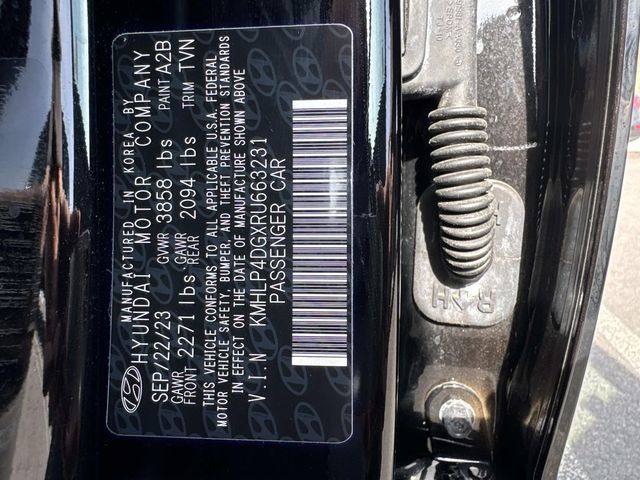 MANUFACTURED IN KOREA BY
HYUNDAI MOTOR COMPANY
SEP/22/23 GVWR 3858 lbs PAINT A2B
GAWR FRONT 2271 lbs GAWR REAR 2094 lbs TRIM TVN
THIS VEHICLE CONFORMS TO ALL APPLICABLE U.S.A. FEDERAL
MOTOR VEHICLE SAFETY, BUMPER, AND THEFT PREVENTION STANDARDS
IN EFFECT ON THE DATE OF MANUFACTURE SHOWN ABOVE
V.I.N KMHLP4DGXRU663231
PASSENGER CAR